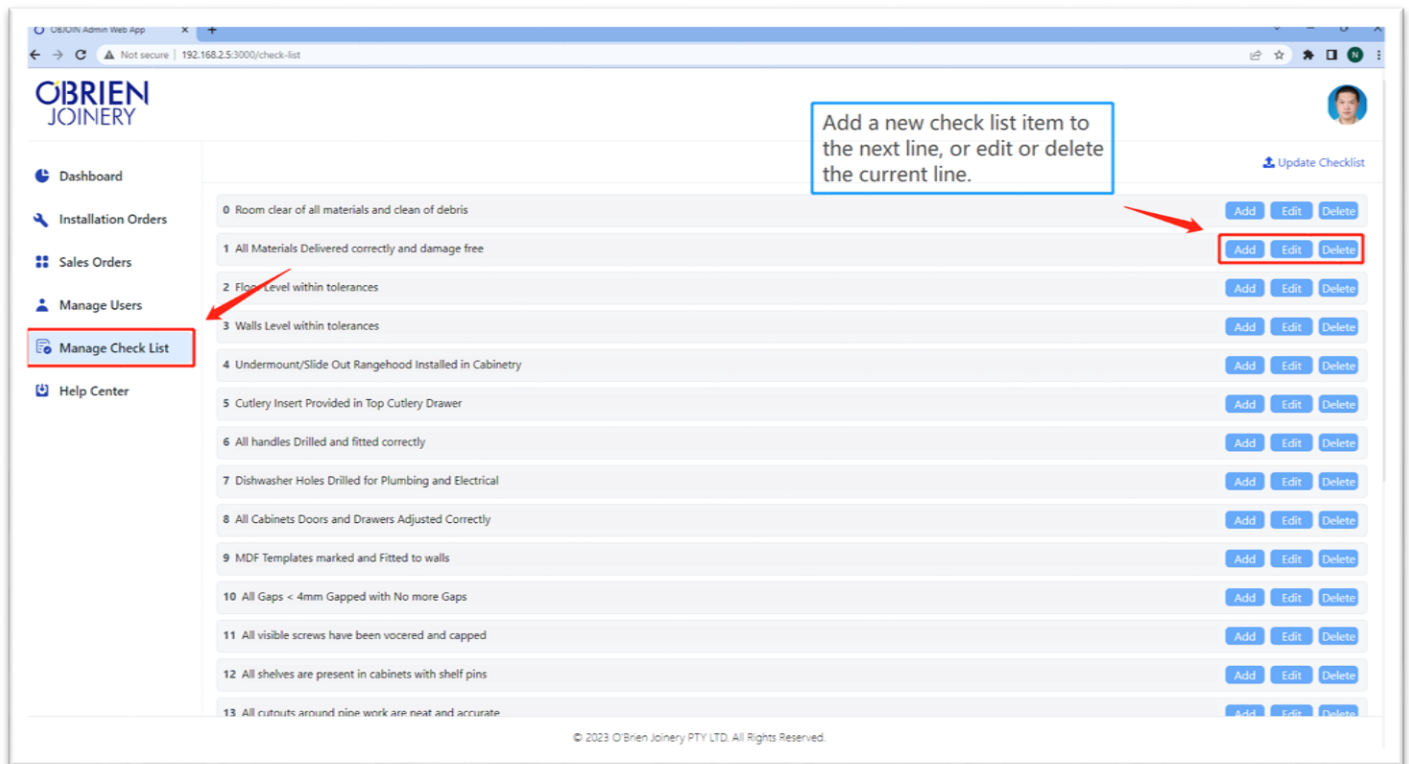 OBJOIN Admin Web App
Not secure | 192.168.2.5:3000/check-list
N
O'BRIEN
JOINERY
Add a new check list item to
the next line, or edit or delete
the current line.
Update Checklist
Dashboard
Installation Orders
Sales Orders
Manage Users
Manage Check List
Help Center
0 Room clear of all materials and clean of debris Add Edit Delete
1 All Materials Delivered correctly and damage free Add Edit Delete
2 Floor Level within tolerances Add Edit Delete
3 Walls Level within tolerances Add Edit Delete
4 Undermount/Slide Out Rangehood Installed in Cabinetry Add Edit Delete
5 Cutlery Insert Provided in Top Cutlery Drawer Add Edit Delete
6 All handles Drilled and fitted correctly Add Edit Delete
7 Dishwasher Holes Drilled for Plumbing and Electrical Add Edit Delete
8 All Cabinets Doors and Drawers Adjusted Correctly Add Edit Delete
9 MDF Templates marked and Fitted to walls Add Edit Delete
10 All Gaps < 4mm Gapped with No more Gaps Add Edit Delete
11 All visible screws have been vocered and capped Add Edit Delete
12 All shelves are present in cabinets with shelf pins Add Edit Delete
13 All cutouts around pipe work are neat and accurate Add Edit Delete
© 2023 O'Brien Joinery PTY LTD. All Rights Reserved.